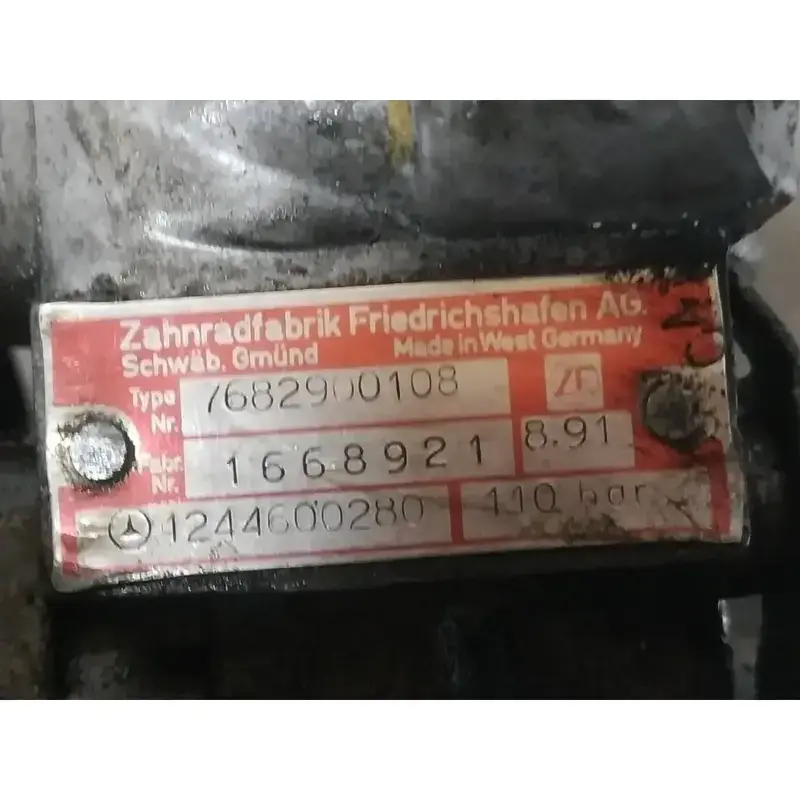 Zahnradfabrik Friedrichshafen AG.
Schwäb. Gmünd Made in West Germany
Type Nr. 7682900108 ZF
Fabr. Nr. 1668921 8.91
1244600280 110 bar